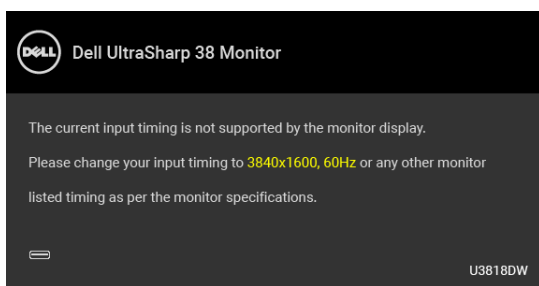 DELL
Dell UltraSharp 38 Monitor
The current input timing is not supported by the monitor display.
Please change your input timing to 3840x1600, 60Hz or any other monitor
listed timing as per the monitor specifications.
U3818DW